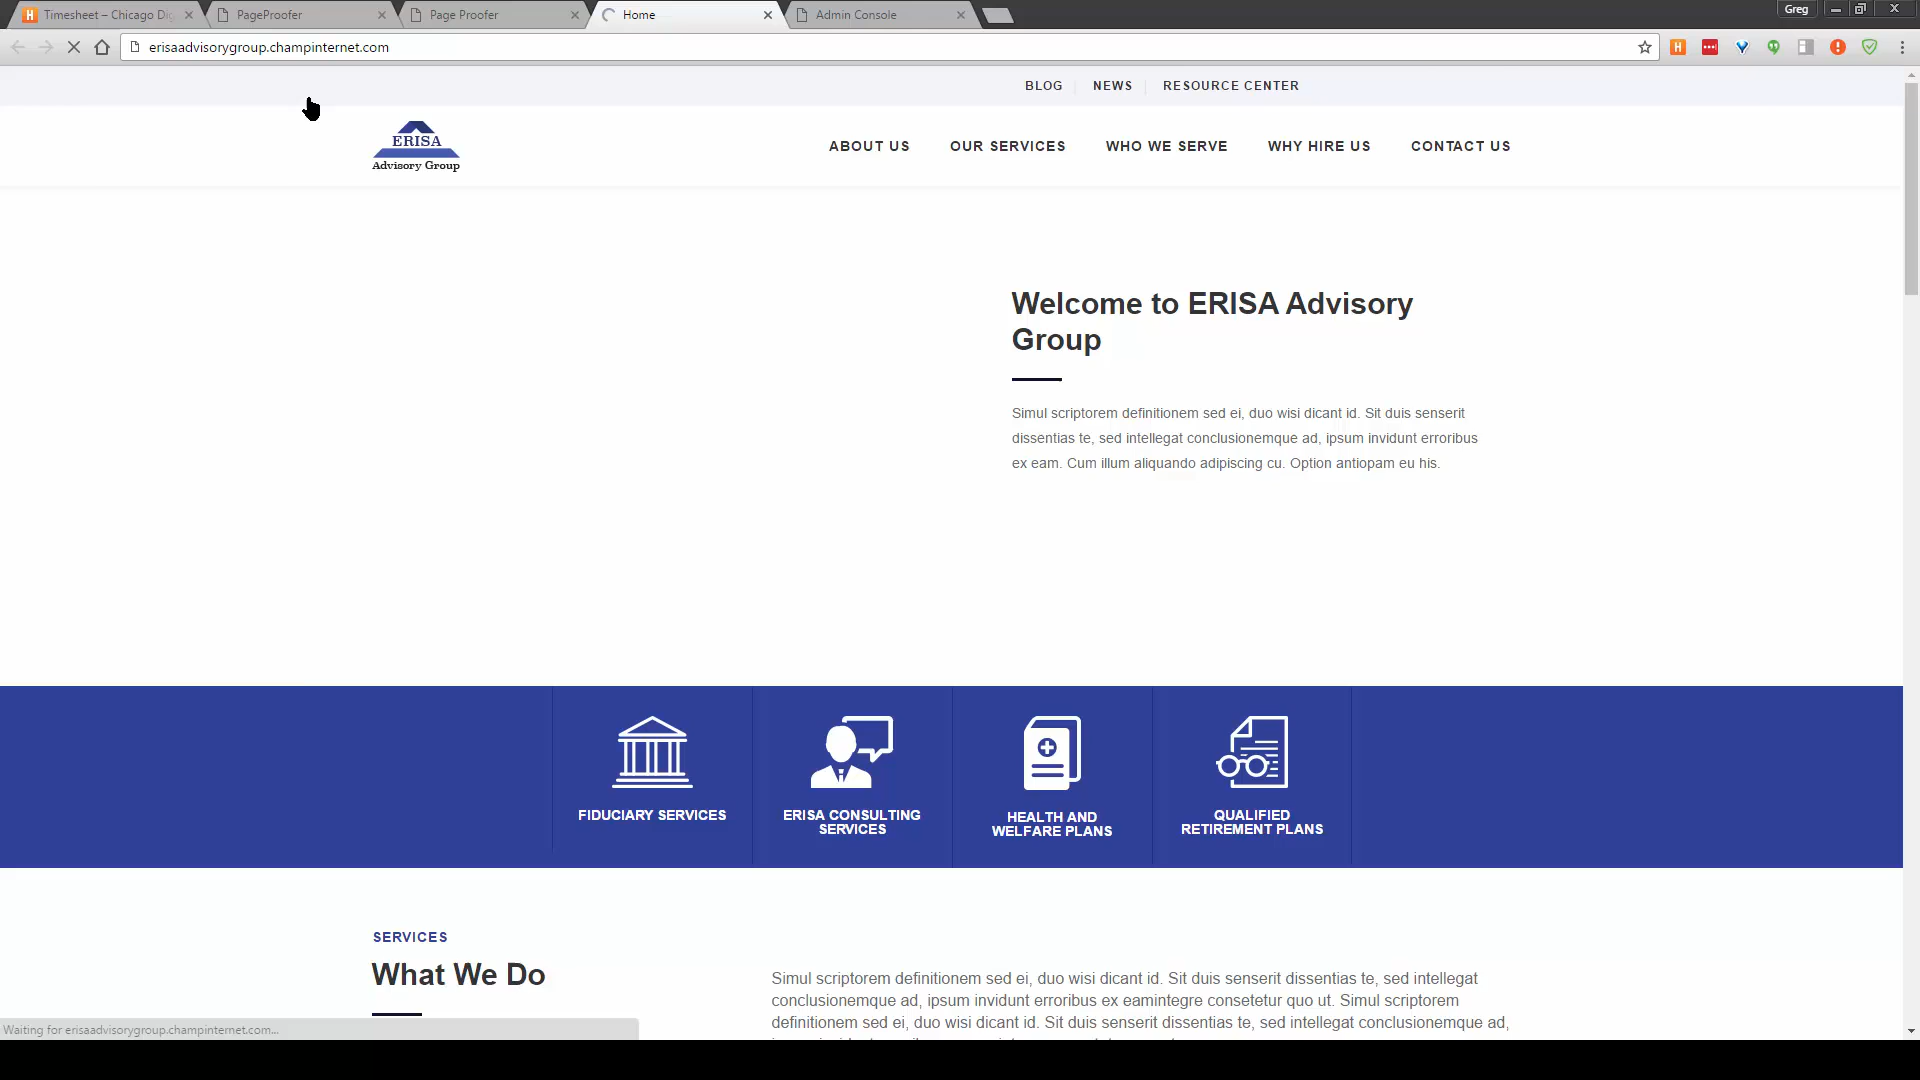 Timesheet – Chicago Di
PageProofer
Page Proofer
Home
Admin Console
Greg
erisaadvisorygroup.champinternet.com
BLOG
NEWS
RESOURCE CENTER
ERISA
Advisory Group
ABOUT US
OUR SERVICES
WHO WE SERVE
WHY HIRE US
CONTACT US
Welcome to ERISA Advisory
Group
Simul scriptorem definitionem sed ei, duo wisi dicant id. Sit duis senserit
dissentias te, sed intellegat conclusionemque ad, ipsum invidunt erroribus
ex eam. Cum illum aliquando adipiscing cu. Option antiopam eu his.
FIDUCIARY SERVICES
ERISA CONSULTING
SERVICES
HEALTH AND
WELFARE PLANS
QUALIFIED
RETIREMENT PLANS
SERVICES
What We Do
Simul scriptorem definitionem sed ei, duo wisi dicant id. Sit duis senserit dissentias te, sed intellegat
conclusionemque ad, ipsum invidunt erroribus ex eamintegre consetetur quo ut. Simul scriptorem
definitionem sed ei, duo wisi dicant id. Sit duis senserit dissentias te, sed intellegat conclusionemque ad,
Waiting for erisaadvisorygroup.champinternet.com...